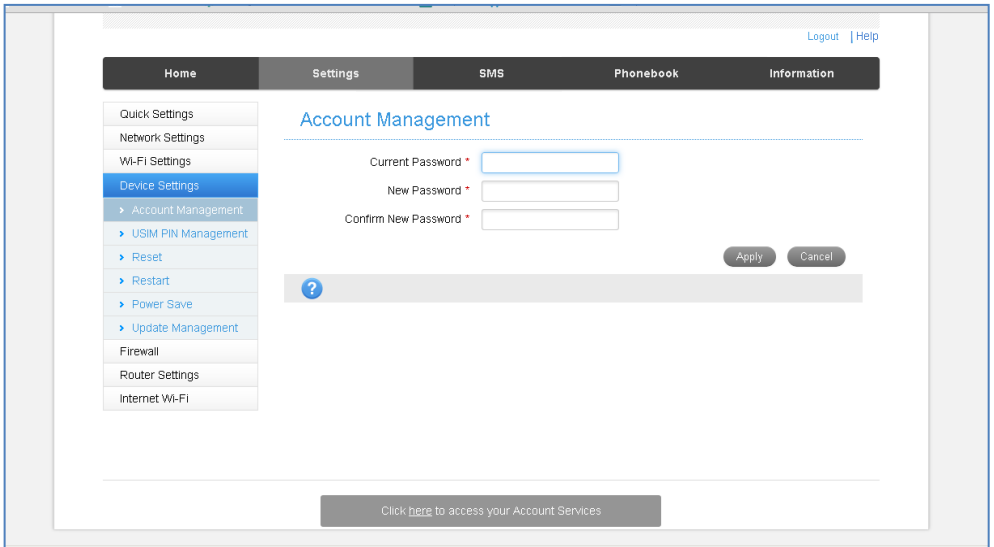 Logout | Help
Home Settings SMS Phonebook Information
Quick Settings
Network Settings
Wi-Fi Settings
Device Settings
Account Management
USIM PIN Management
Reset
Restart
Power Save
Update Management
Firewall
Router Settings
Internet Wi-Fi
Account Management
Current Password *
New Password *
Confirm New Password *
Apply Cancel
?
Click here to access your Account Services